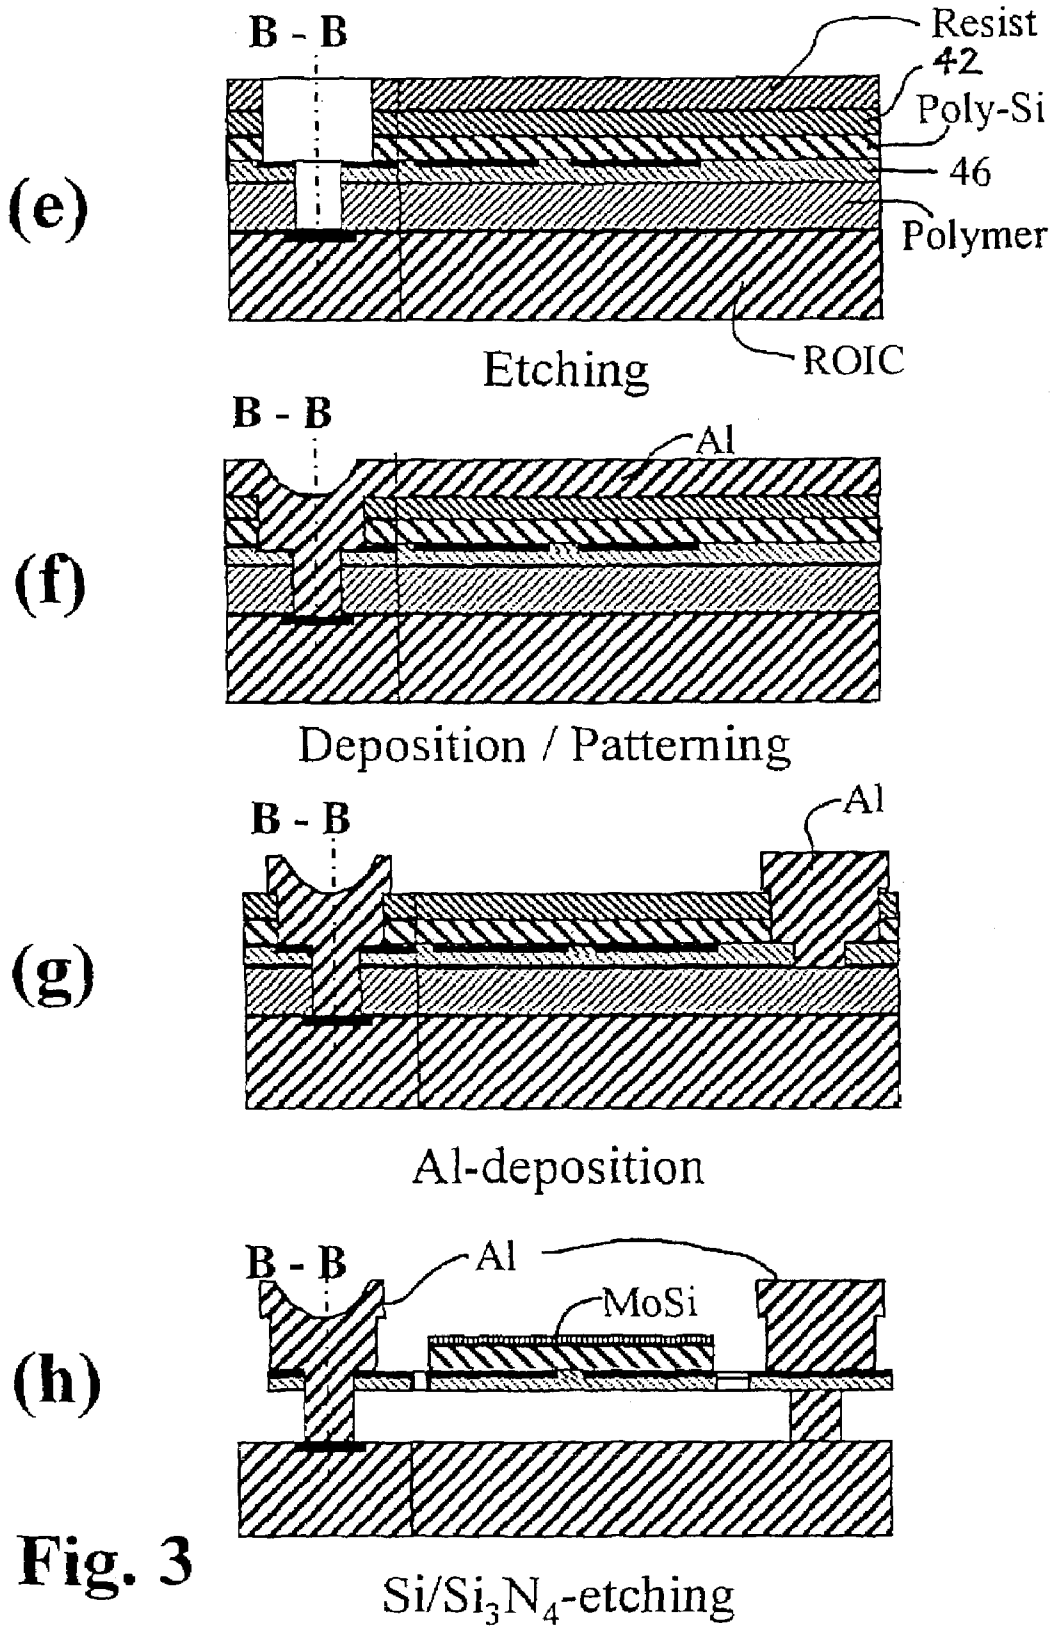 B - B
Resist
42
Poly-Si
46
(e)
Polymer
ROIC
Etching
B - B
Al
(f)
Deposition / Patterning
B - B
Al
(g)
Al-deposition
B - B
Al
MoSi
(h)
Fig. 3
Si/Si₃N₄-etching